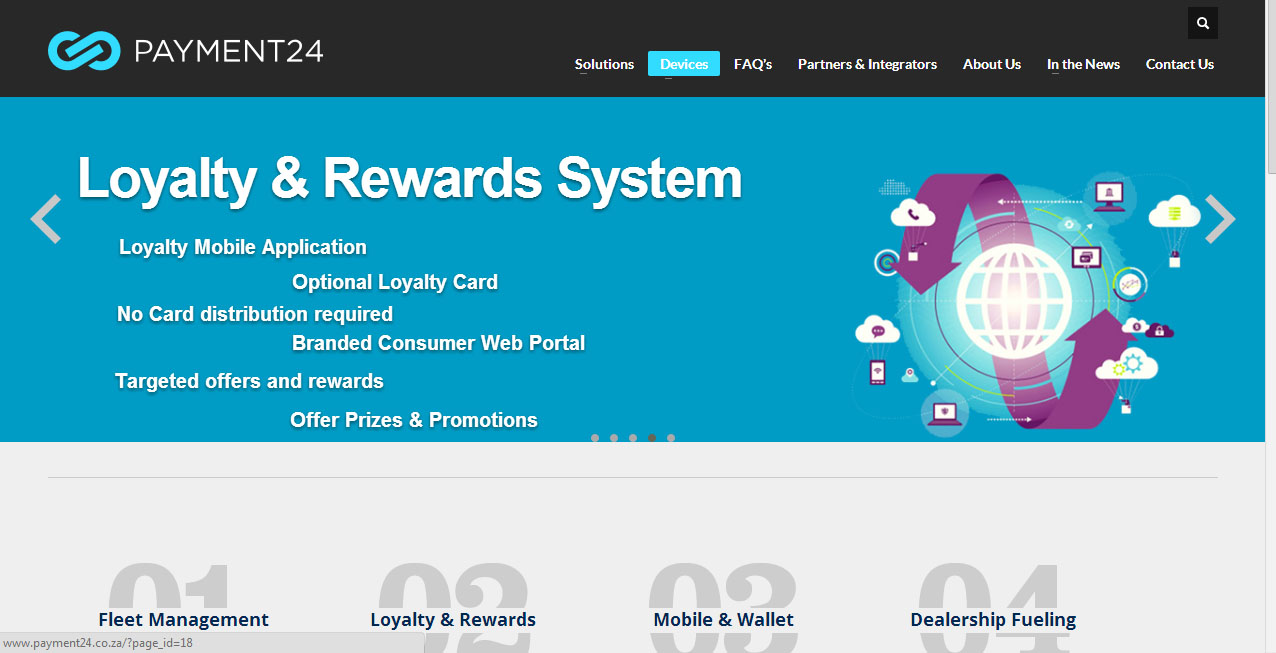 PAYMENT24
Solutions Devices FAQ's Partners & Integrators About Us In the News Contact Us
Loyalty & Rewards System
Loyalty Mobile Application
Optional Loyalty Card
No Card distribution required
Branded Consumer Web Portal
Targeted offers and rewards
Offer Prizes & Promotions
01 02 03 04
Fleet Management Loyalty & Rewards Mobile & Wallet Dealership Fueling
www.payment24.co.za/?page_id=18